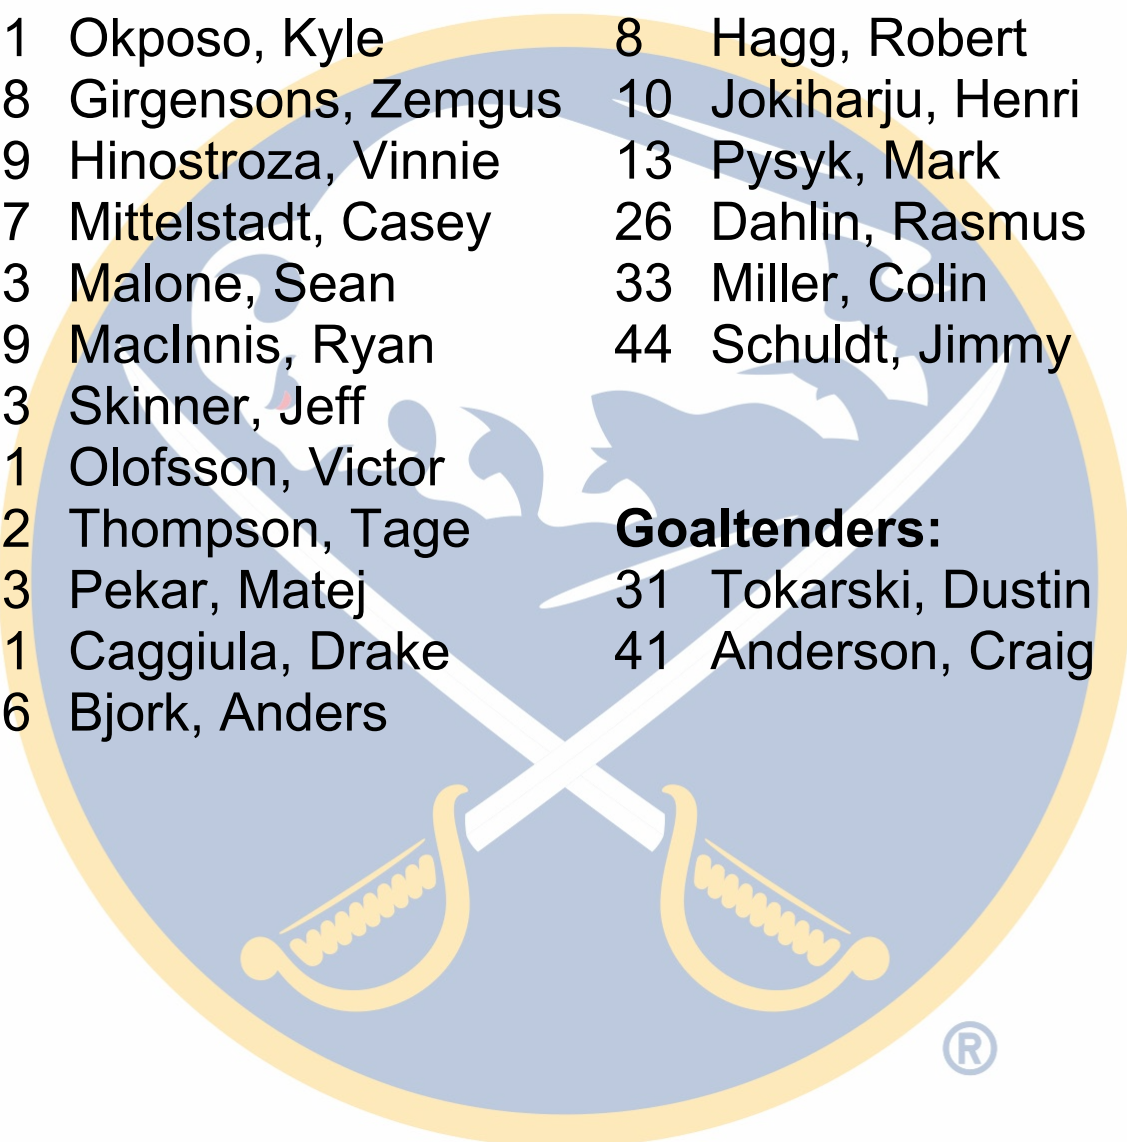 1 Okposo, Kyle
8 Girgensons, Zemgus
9 Hinostroza, Vinnie
7 Mittelstadt, Casey
3 Malone, Sean
9 MacInnis, Ryan
3 Skinner, Jeff
1 Olofsson, Victor
2 Thompson, Tage
3 Pekar, Matej
1 Caggiula, Drake
6 Bjork, Anders
8 Hagg, Robert
10 Jokiharju, Henri
13 Pysyk, Mark
26 Dahlin, Rasmus
33 Miller, Colin
44 Schuldt, Jimmy
Goaltenders:
31 Tokarski, Dustin
41 Anderson, Craig
®